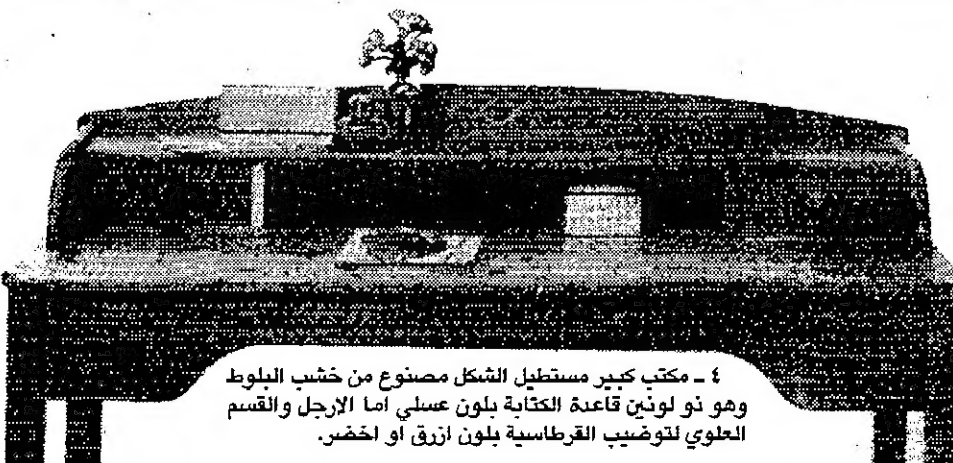 ٤ ـ مكتب كبير مستطيل الشكل مصنوع من خشب البلوط
وهو ذو لونين قاعدة الكتابة بلون عسلي اما الارجل والقسم
العلوي لتوضيب القرطاسية بلون ازرق او اخضر.